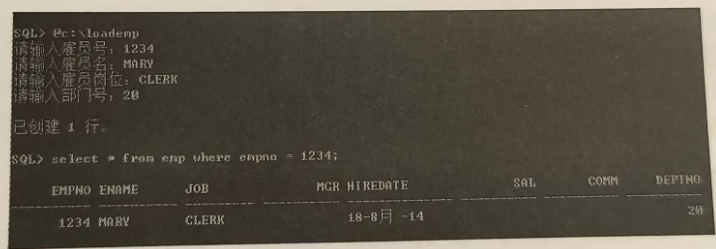 SQL> @c:\loademp
请输入雇员号：1234
请输入雇员名：MARY
请输入雇员岗位：CLERK
请输入部门号：20
已创建 1 行。
SQL> select * from emp where empno = 1234;
EMPNO ENAME JOB MGR HIREDATE SAL COMM DEPTNO
1234 MARY CLERK 18-8月 -14 20